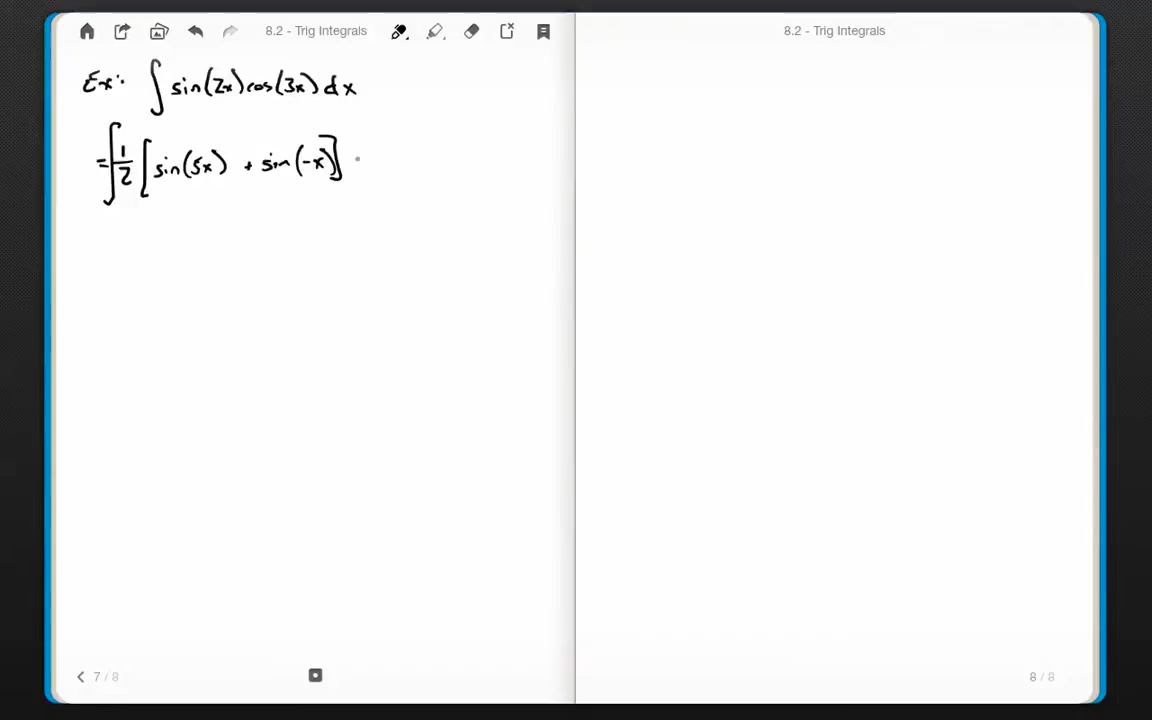 8.2 - Trig Integrals
Ex: ∫ sin(2x)cos(3x) dx
= ∫ 1/2 [sin(5x) + sin(-x)]
7 / 8
8.2 - Trig Integrals
8 / 8